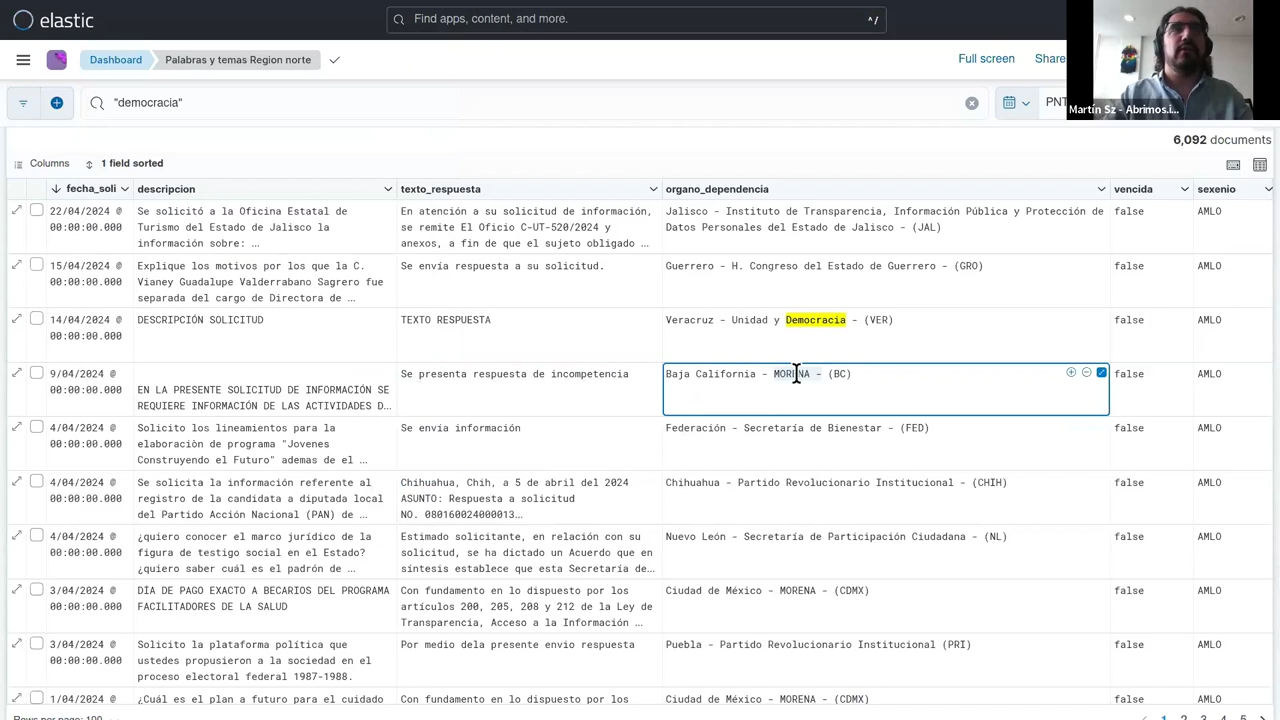 elastic
Find apps, content, and more.
^/
Dashboard
Palabras y temas Region norte
Full screen
Share
"democracia"
PNT
Martín Sz - Abrimos.i...
6,092 documents
Columns
1 field sorted
fecha_soli
descripcion
texto_respuesta
organo_dependencia
vencida
sexenio
22/04/2024 @
00:00:00.000
Se solicitó a la Oficina Estatal de
Turismo del Estado de Jalisco la
información sobre: …
En atención a su solicitud de información,
se remite El Oficio C-UT-520/2024 y
anexos, a fin de que el sujeto obligado …
Jalisco - Instituto de Transparencia, Información Pública y Protección de
Datos Personales del Estado de Jalisco - (JAL)
false
AMLO
15/04/2024 @
00:00:00.000
Explique los motivos por los que la C.
Vianey Guadalupe Valderrabano Sagrero fue
separada del cargo de Directora de …
Se envía respuesta a su solicitud.
Guerrero - H. Congreso del Estado de Guerrero - (GRO)
false
AMLO
14/04/2024 @
00:00:00.000
DESCRIPCIÓN SOLICITUD
TEXTO RESPUESTA
Veracruz - Unidad y Democracia - (VER)
false
AMLO
9/04/2024 @
00:00:00.000
EN LA PRESENTE SOLICITUD DE INFORMACIÓN SE
REQUIERE INFORMACIÓN DE LAS ACTIVIDADES D…
Se presenta respuesta de incompetencia
Baja California - MORENA - (BC)
false
AMLO
4/04/2024 @
00:00:00.000
Solicito los lineamientos para la
elaboraciòn de programa "Jovenes
Construyendo el Futuro" ademas de el …
Se envía información
Federación - Secretaría de Bienestar - (FED)
false
AMLO
4/04/2024 @
00:00:00.000
Se solicita la información referente al
registro de la candidata a diputada local
del Partido Acción Nacional (PAN) de …
Chihuahua, Chih, a 5 de abril del 2024
ASUNTO: Respuesta a solicitud
NO. 080160024000013…
Chihuahua - Partido Revolucionario Institucional - (CHIH)
false
AMLO
4/04/2024 @
00:00:00.000
¿quiero conocer el marco jurídico de la
figura de testigo social en el Estado?
¿quiero saber cuál es el padrón de …
Estimado solicitante, en relación con su
solicitud, se ha dictado un Acuerdo que en
síntesis establece que esta Secretaría de…
Nuevo León - Secretaría de Participación Ciudadana - (NL)
false
AMLO
3/04/2024 @
00:00:00.000
DÍA DE PAGO EXACTO A BECARIOS DEL PROGRAMA
FACILITADORES DE LA SALUD
Con fundamento en lo dispuesto por los
artículos 200, 205, 208 y 212 de la Ley de
Transparencia, Acceso a la Información …
Ciudad de México - MORENA - (CDMX)
false
AMLO
3/04/2024 @
00:00:00.000
Solicito la plataforma política que
ustedes propusieron a la sociedad en el
proceso electoral federal 1987-1988.
Por medio dela presente envio respuesta
Puebla - Partido Revolucionario Institucional (PRI)
false
AMLO
1/04/2024 @
¿Cuál es el plan a futuro para el cuidado
Con fundamento en lo dispuesto por los
Ciudad de México - MORENA - (CDMX)
false
AMLO
Rows per page: 100
1 2 3 4 5